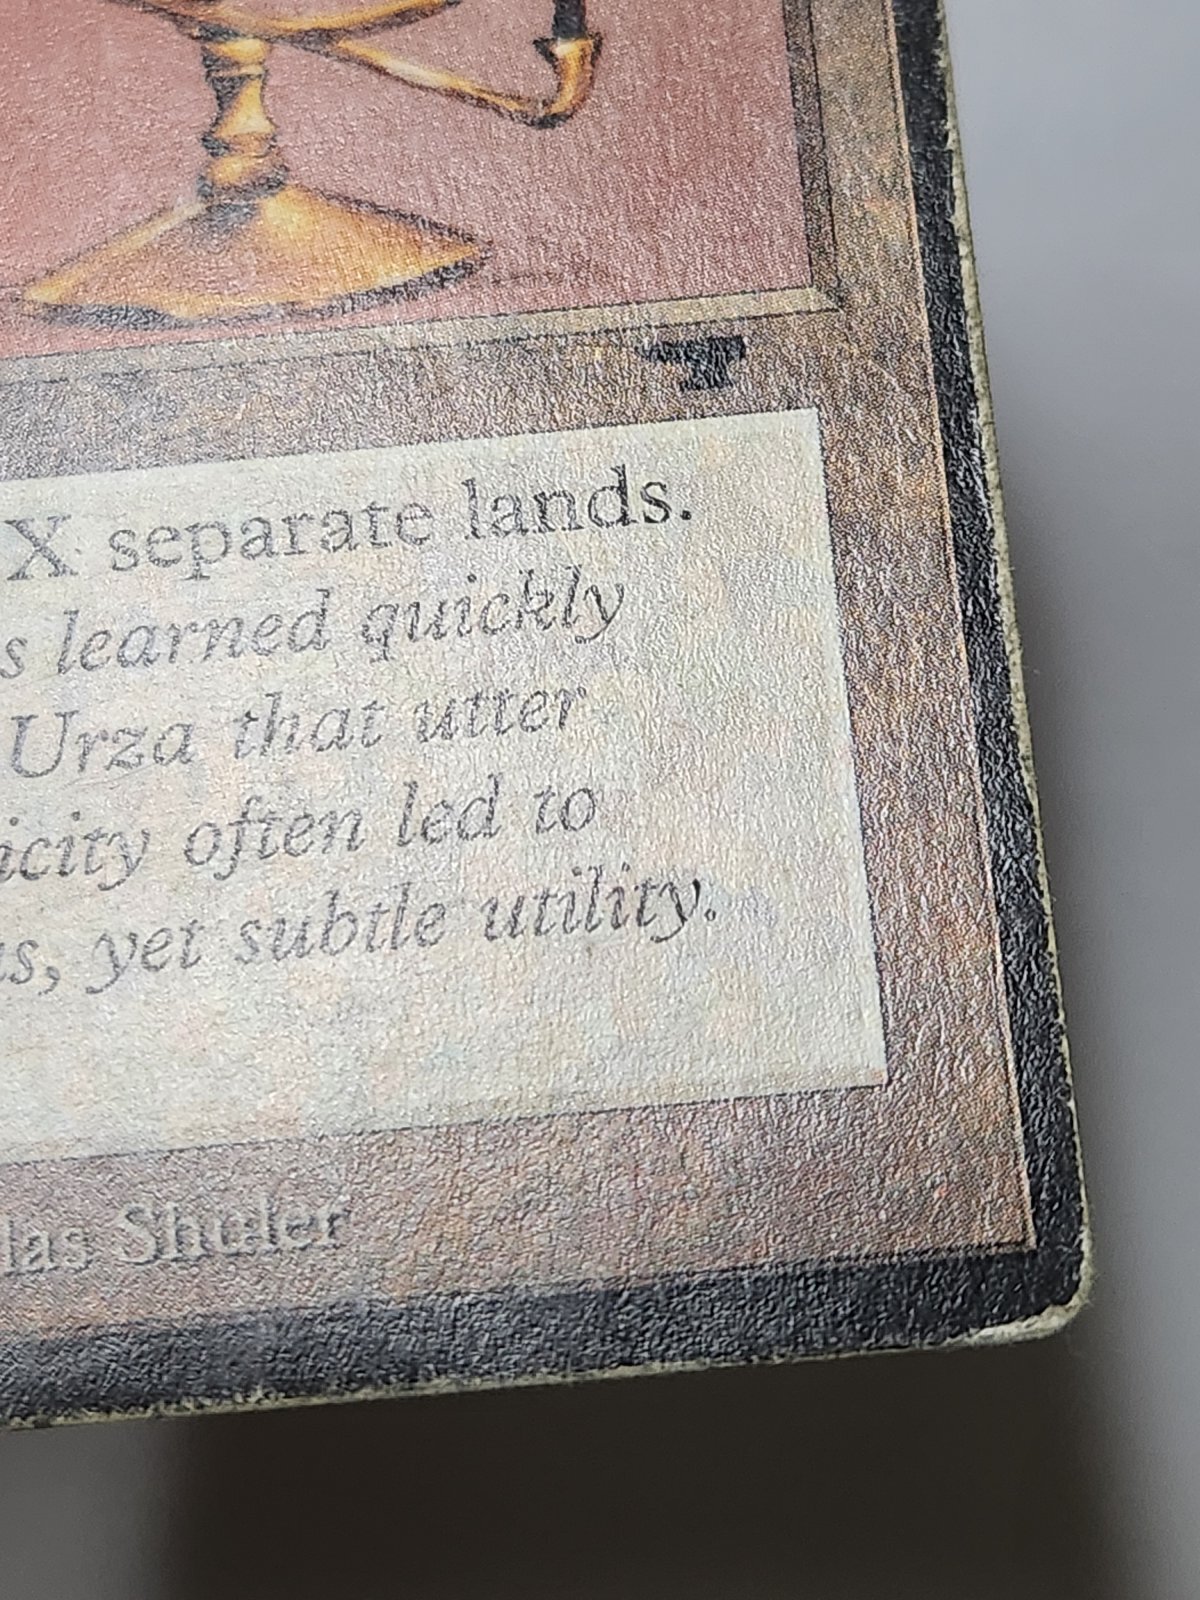 X separate lands.
s learned quickly
Urza that utter
icity often led to
s, yet subtle utility.
las Shuler